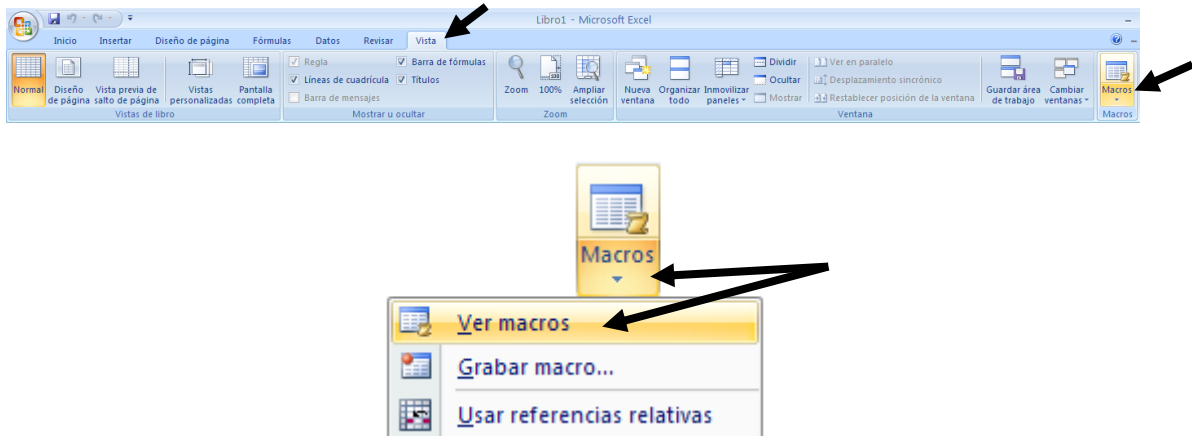 Libro1 - Microsoft Excel
Inicio Insertar Diseño de página Fórmulas Datos Revisar Vista
Normal
Diseño de página
Vista previa de salto de página
Vistas personalizadas
Pantalla completa
Vistas de libro
Regla
Barra de fórmulas
Líneas de cuadrícula
Títulos
Barra de mensajes
Mostrar u ocultar
Zoom
100%
Ampliar selección
Zoom
Nueva ventana
Organizar todo
Inmovilizar paneles
Dividir
Ocultar
Mostrar
Ver en paralelo
Desplazamiento sincrónico
Restablecer posición de la ventana
Guardar área de trabajo
Cambiar ventanas
Ventana
Macros
Macros
Macros
Ver macros
Grabar macro...
Usar referencias relativas